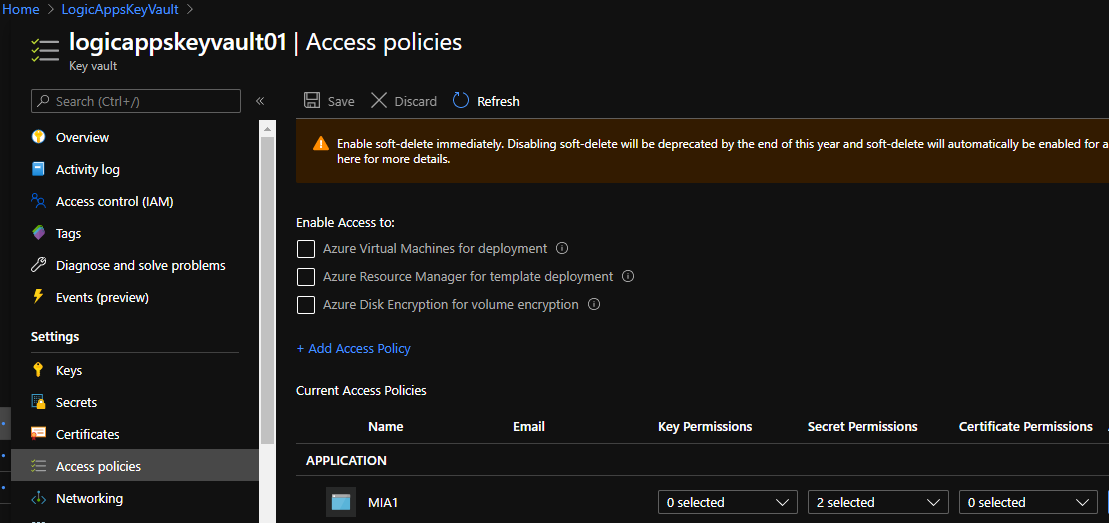 Home > LogicAppsKeyVault >
logicappskeyvault01 | Access policies
Key vault
Search (Ctrl+/)
«
Overview
Activity log
Access control (IAM)
Tags
Diagnose and solve problems
Events (preview)
Settings
Keys
Secrets
Certificates
Access policies
Networking
Save Discard Refresh
Enable soft-delete immediately. Disabling soft-delete will be deprecated by the end of this year and soft-delete will automatically be enabled for a
here for more details.
Enable Access to:
Azure Virtual Machines for deployment
Azure Resource Manager for template deployment
Azure Disk Encryption for volume encryption
+ Add Access Policy
Current Access Policies
Name Email Key Permissions Secret Permissions Certificate Permissions
APPLICATION
MIA1 0 selected 2 selected 0 selected